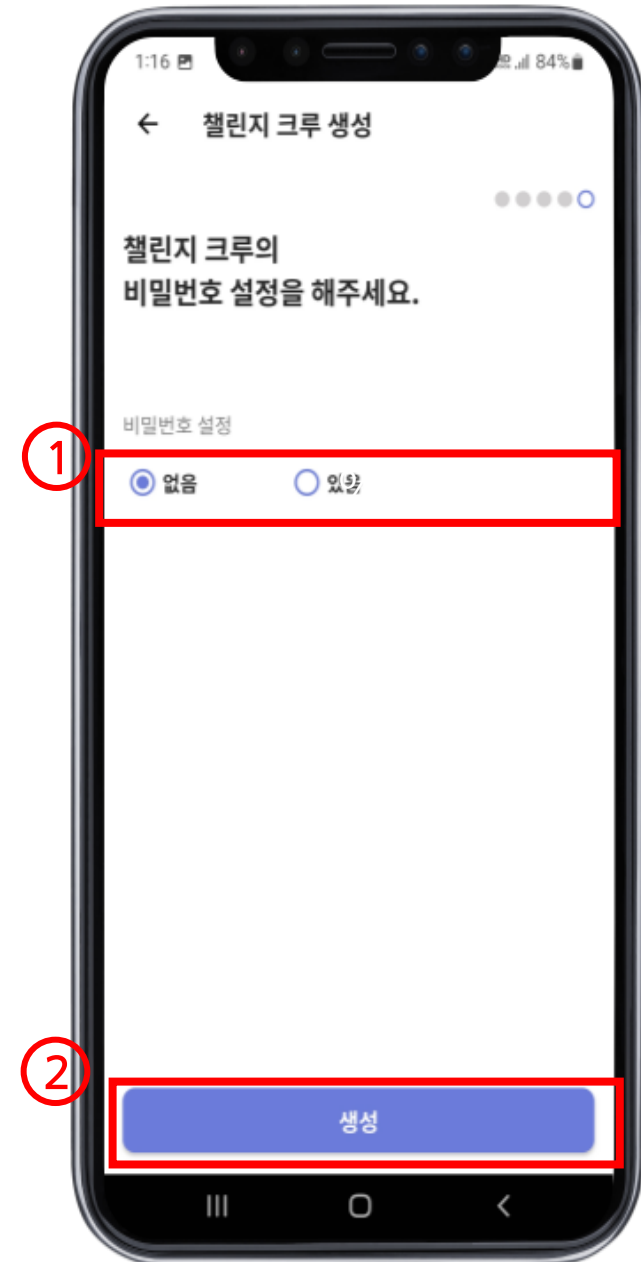 1:16 84%
챌린지 크루 생성
챌린지 크루의
비밀번호 설정을 해주세요.
비밀번호 설정
1
없음
2
생성